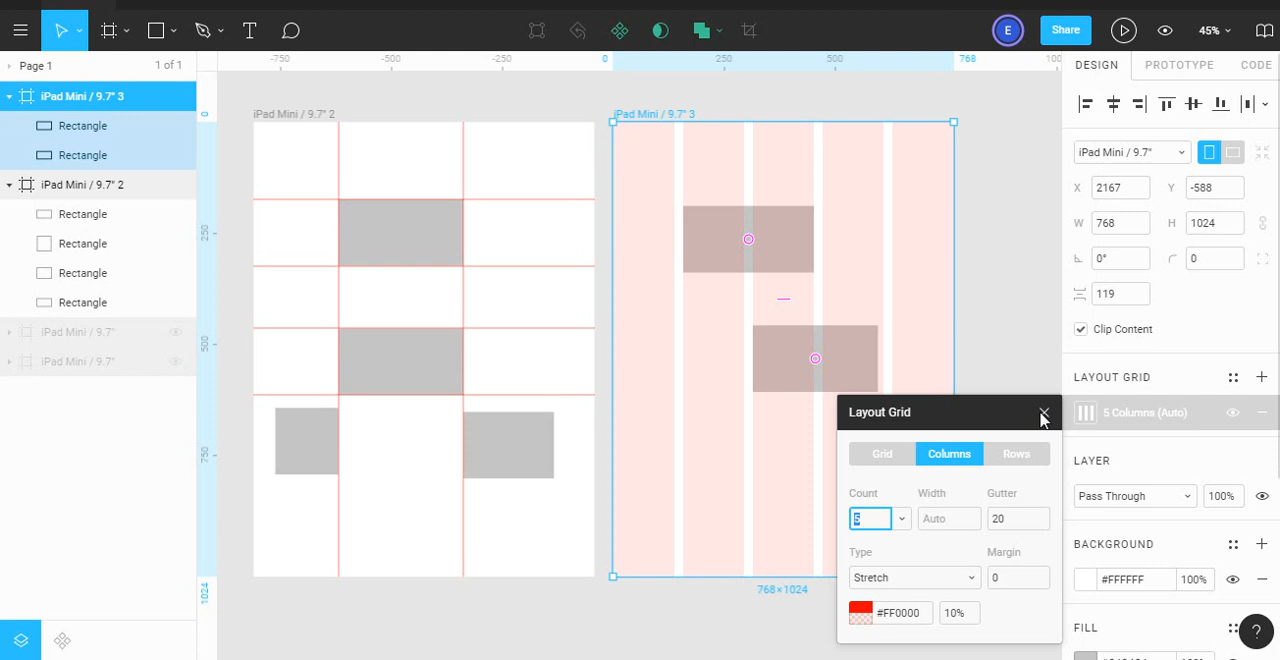 E
Share
45%
Page 1
1 of 1
iPad Mini / 9.7" 3
Rectangle
Rectangle
iPad Mini / 9.7" 2
Rectangle
Rectangle
Rectangle
Rectangle
iPad Mini / 9.7"
iPad Mini / 9.7"
-750
-500
-250
0
250
500
768
0
250
500
750
1024
iPad Mini / 9.7" 2
iPad Mini / 9.7" 3
768×1024
Layout Grid
Grid Columns Rows
Count Width Gutter
5 Auto 20
Type Margin
Stretch 0
#FF0000 10%
DESIGN PROTOTYPE CODE
iPad Mini / 9.7"
X 2167 Y -588
W 768 H 1024
0° 0
119
Clip Content
LAYOUT GRID
5 Columns (Auto)
LAYER
Pass Through 100%
BACKGROUND
#FFFFFF 100%
FILL
?